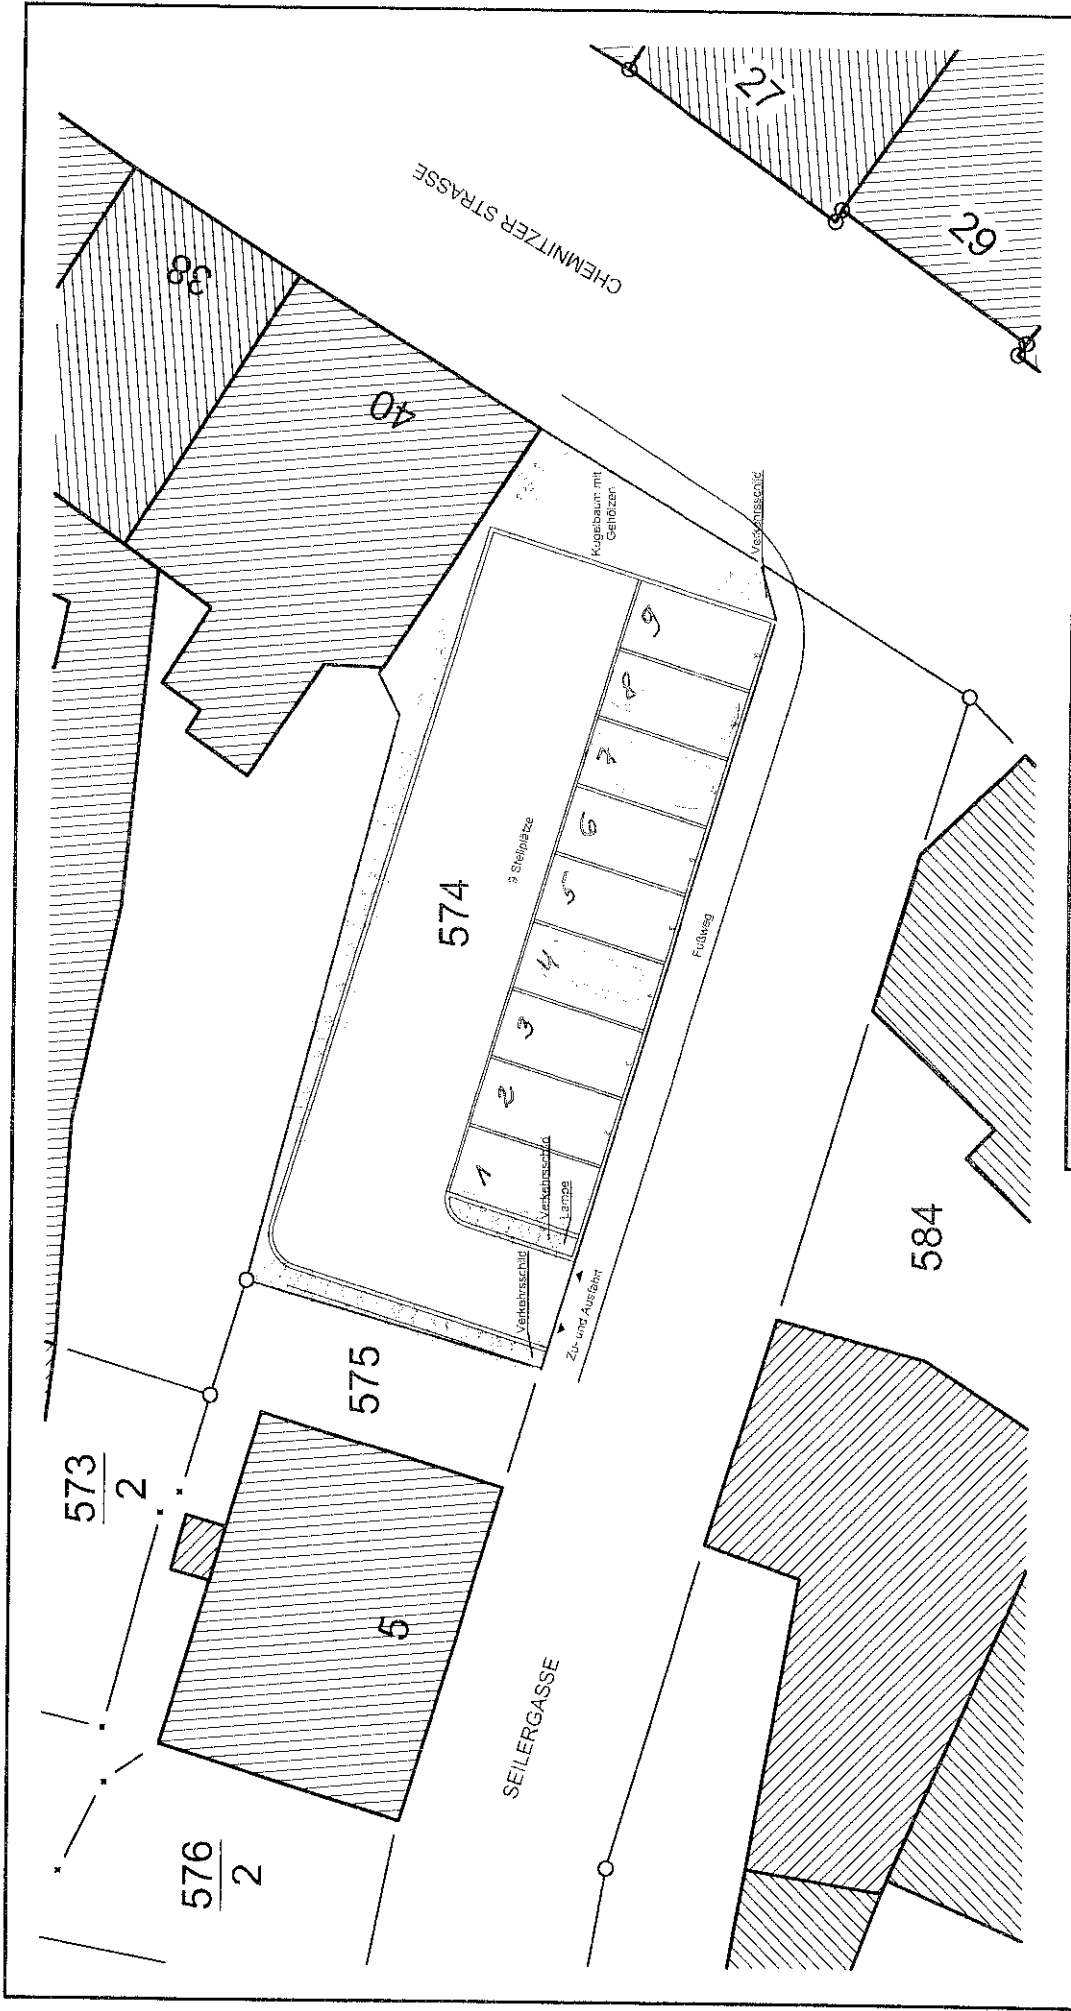 573
2
576
2
575
5
SEILERGASSE
574
9 Stellplätze
1
2
3
4
5
6
7
8
9
Verkehrsschild
Lampe
Verkehrsschild
Zu- und Ausfahrt
Fußweg
Kugelbaum mit
Gehölzen
Verkehrsschild
CHEMNITZER STRASSE
38
40
27
29
584